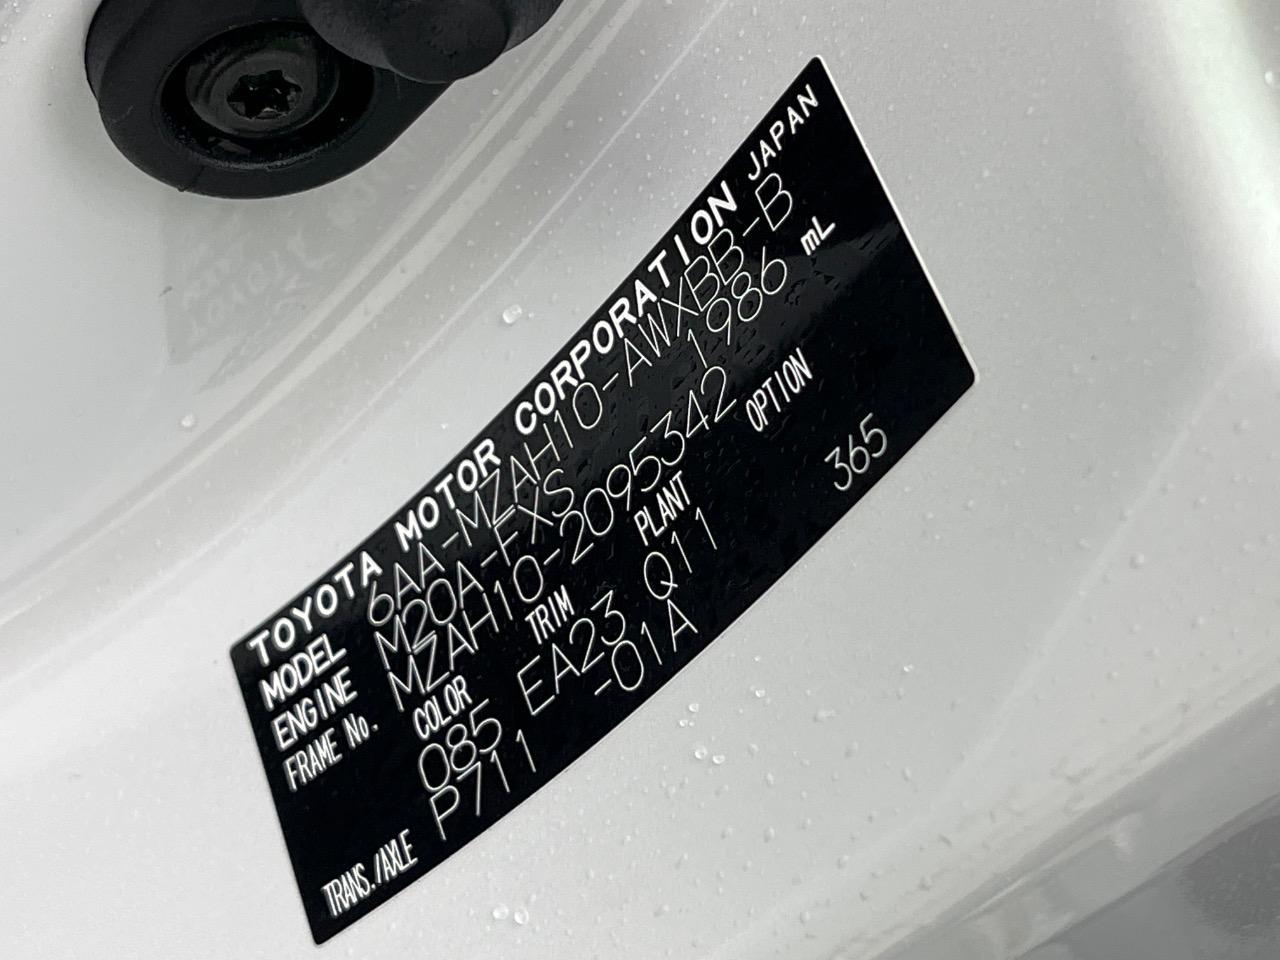 TOYOTA MOTOR CORPORATION JAPAN
MODEL 6AA-MZAH10-AWXBB-B
ENGINE M20A-FXS 1986 mL
FRAME No. MZAH10-2095342
COLOR TRIM PLANT OPTION
085 EA23 Q11 365
TRANS./AXLE P711 -01A